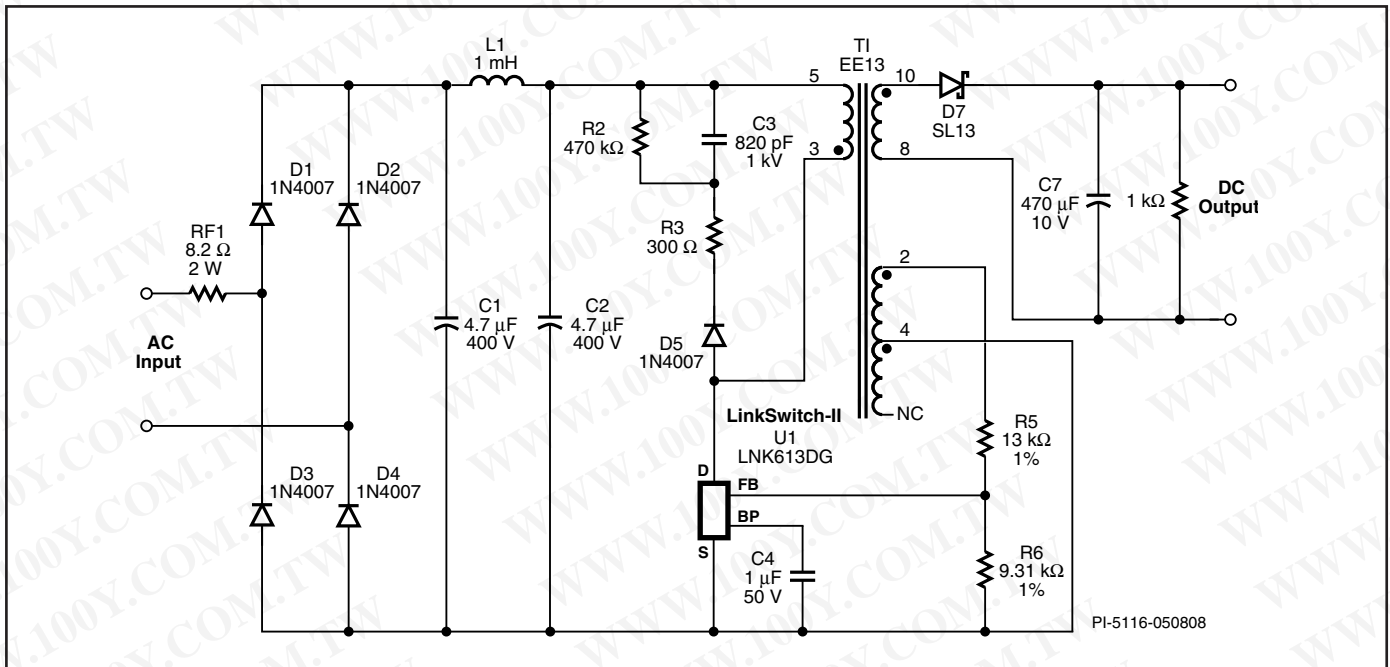 L1
1 mH
TI
EE13
5
10
D7
SL13
R2
470 kΩ
C3
820 pF
1 kV
3
8
D1
1N4007
D2
1N4007
C7
470 μF
10 V
1 kΩ
DC
Output
RF1
8.2 Ω
2 W
R3
300 Ω
2
AC
Input
C1
4.7 μF
400 V
C2
4.7 μF
400 V
D5
1N4007
4
LinkSwitch-II
U1
LNK613DG
NC
R5
13 kΩ
1%
D3
1N4007
D4
1N4007
D
FB
BP
S
C4
1 μF
50 V
R6
9.31 kΩ
1%
PI-5116-050808
WWW.100Y.COM.TW